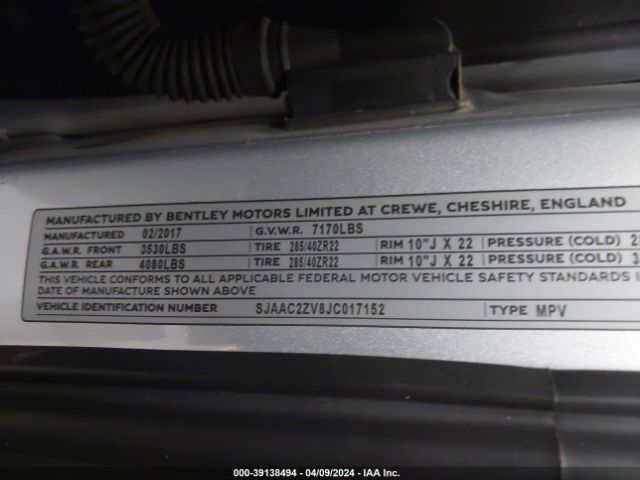 MANUFACTURED BY BENTLEY MOTORS LIMITED AT CREWE, CHESHIRE, ENGLAND
MANUFACTURED 02/2017 G.V.W.R. 7170LBS
G.A.W.R. FRONT 3530LBS TIRE 285/40ZR22 RIM 10"J X 22 PRESSURE (COLD)
G.A.W.R. REAR 4080LBS TIRE 285/40ZR22 RIM 10"J X 22 PRESSURE (COLD) 3
THIS VEHICLE CONFORMS TO ALL APPLICABLE FEDERAL MOTOR VEHICLE SAFETY STANDARDS IN
DATE OF MANUFACTURE SHOWN ABOVE
VEHICLE IDENTIFICATION NUMBER SJAAC2ZV8JC017152 TYPE MPV
000-39138494 - 04/09/2024 - IAA Inc.